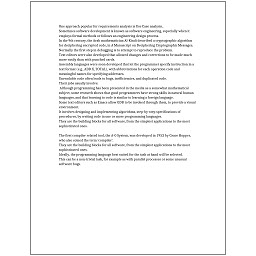 One approach popular for requirements analysis is Use Case analysis.
Sometimes software development is known as software engineering, especially when it
employs formal methods or follows an engineering design process.
In the 9th century, the Arab mathematician Al-Kindi described a cryptographic algorithm
for deciphering encrypted code, in A Manuscript on Deciphering Cryptographic Messages.
Normally the first step in debugging is to attempt to reproduce the problem.
Text editors were also developed that allowed changes and corrections to be made much
more easily than with punched cards.
Assembly languages were soon developed that let the programmer specify instruction in a
text format (e.g., ADD X, TOTAL), with abbreviations for each operation code and
meaningful names for specifying addresses.
Unreadable code often leads to bugs, inefficiencies, and duplicated code.
Their jobs usually involve:
Although programming has been presented in the media as a somewhat mathematical
subject, some research shows that good programmers have strong skills in natural human
languages, and that learning to code is similar to learning a foreign language.
Some text editors such as Emacs allow GDB to be invoked through them, to provide a visual
environment.
It involves designing and implementing algorithms, step-by-step specifications of
procedures, by writing code in one or more programming languages.
They are the building blocks for all software, from the simplest applications to the most
sophisticated ones.
The first compiler related tool, the A-0 System, was developed in 1952 by Grace Hopper,
who also coined the term 'compiler'.
They are the building blocks for all software, from the simplest applications to the most
sophisticated ones.
Ideally, the programming language best suited for the task at hand will be selected.
This can be a non-trivial task, for example as with parallel processes or some unusual
software bugs.